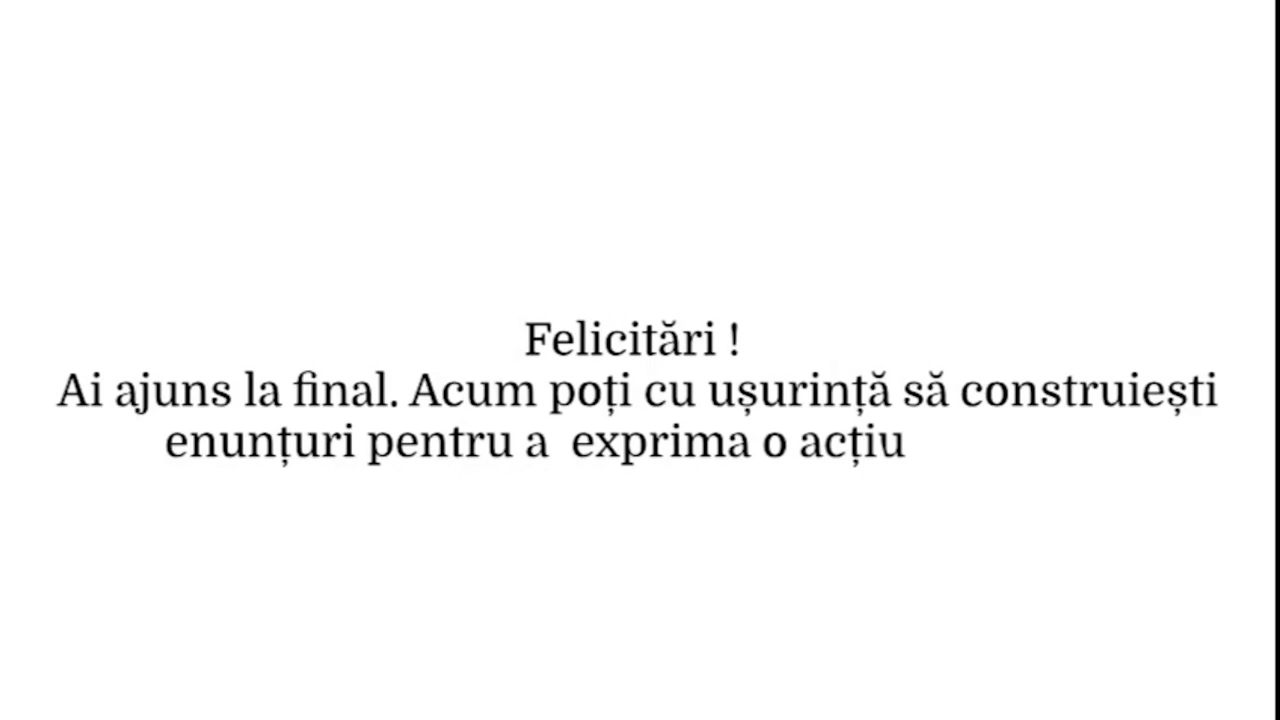 Felicitări !
Ai ajuns la final. Acum poți cu ușurință să construiești
enunțuri pentru a  exprima o acțiu